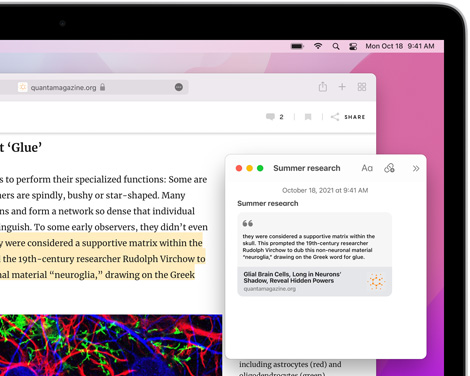 Mon Oct 18 9:41 AM
quantamagazine.org
2
SHARE
t ‘Glue’
s to perform their specialized functions: Some are
ers are spindly, bushy or star-shaped. Many
ns and form a network so dense that individual
nguish. To some early observers, they didn’t even
y were considered a supportive matrix within the
the 19th-century researcher Rudolph Virchow to
nal material “neuroglia,” drawing on the Greek
including astrocytes (red) and
oligodendrocytes (green)
Summer research
Aa
October 18, 2021 at 9:41 AM
Summer research
they were considered a supportive matrix within the
skull. This prompted the 19th-century researcher
Rudolph Virchow to dub this non-neuronal material
“neuroglia,” drawing on the Greek word for glue.
Glial Brain Cells, Long in Neurons’
Shadow, Reveal Hidden Powers
quantamagazine.org